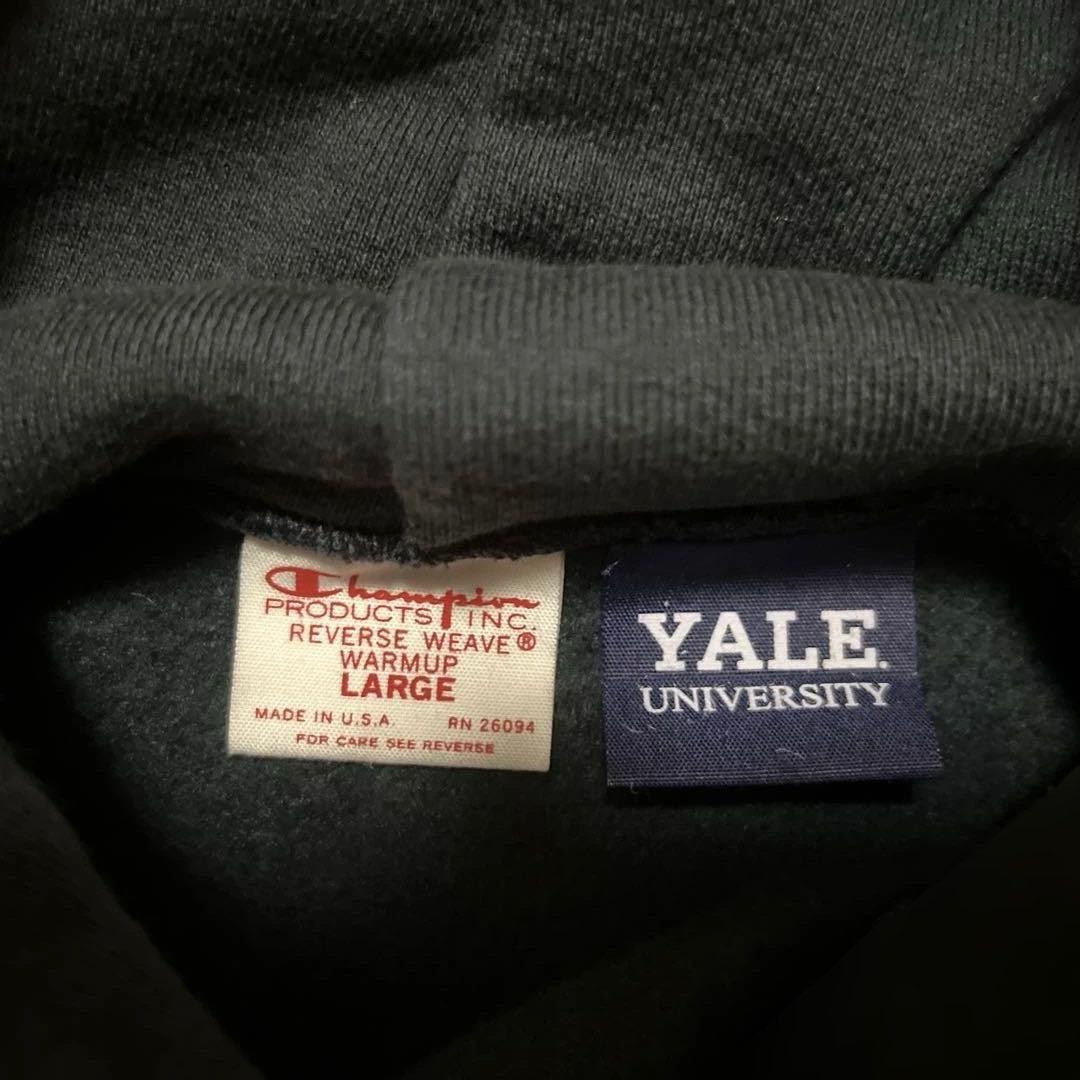 Champion
PRODUCTS INC.
REVERSE WEAVE®
WARMUP
LARGE
MADE IN U.S.A. RN 26094
FOR CARE SEE REVERSE
YALE.
UNIVERSITY